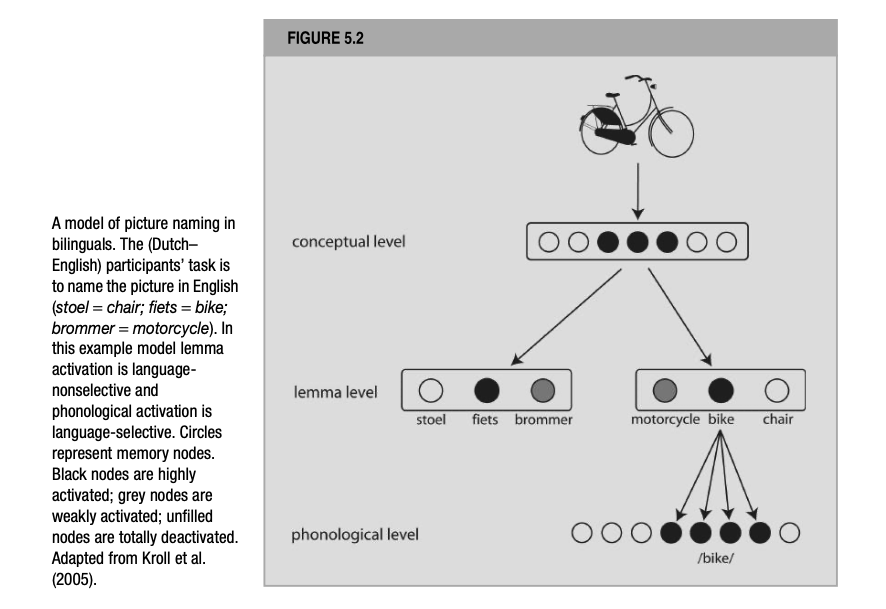 FIGURE 5.2
A model of picture naming in
bilinguals. The (Dutch–
English) participants' task is
to name the picture in English
(stoel = chair; fiets = bike;
brommer = motorcycle). In
this example model lemma
activation is language-
nonselective and
phonological activation is
language-selective. Circles
represent memory nodes.
Black nodes are highly
activated; grey nodes are
weakly activated; unfilled
nodes are totally deactivated.
Adapted from Kroll et al.
(2005).
conceptual level
lemma level
stoel fiets brommer motorcycle bike chair
phonological level
/bike/